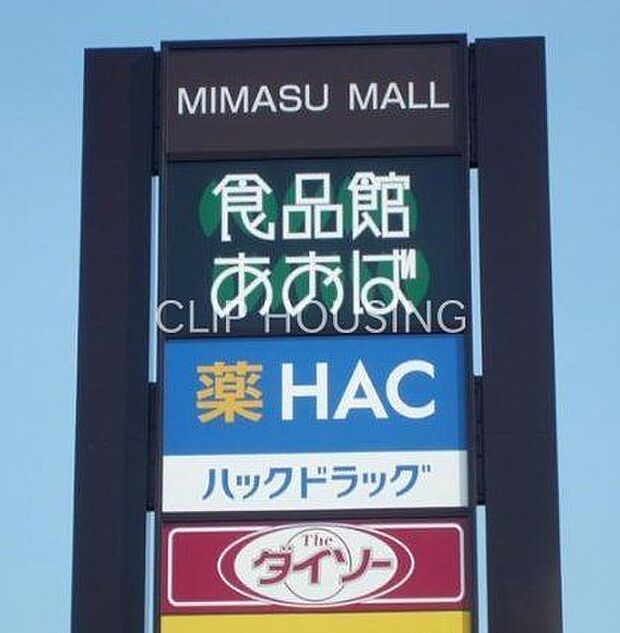 MIMASU MALL
食品館
あおば
CLIP HOUSING
薬 HAC
ハックドラッグ
The
ダイソー